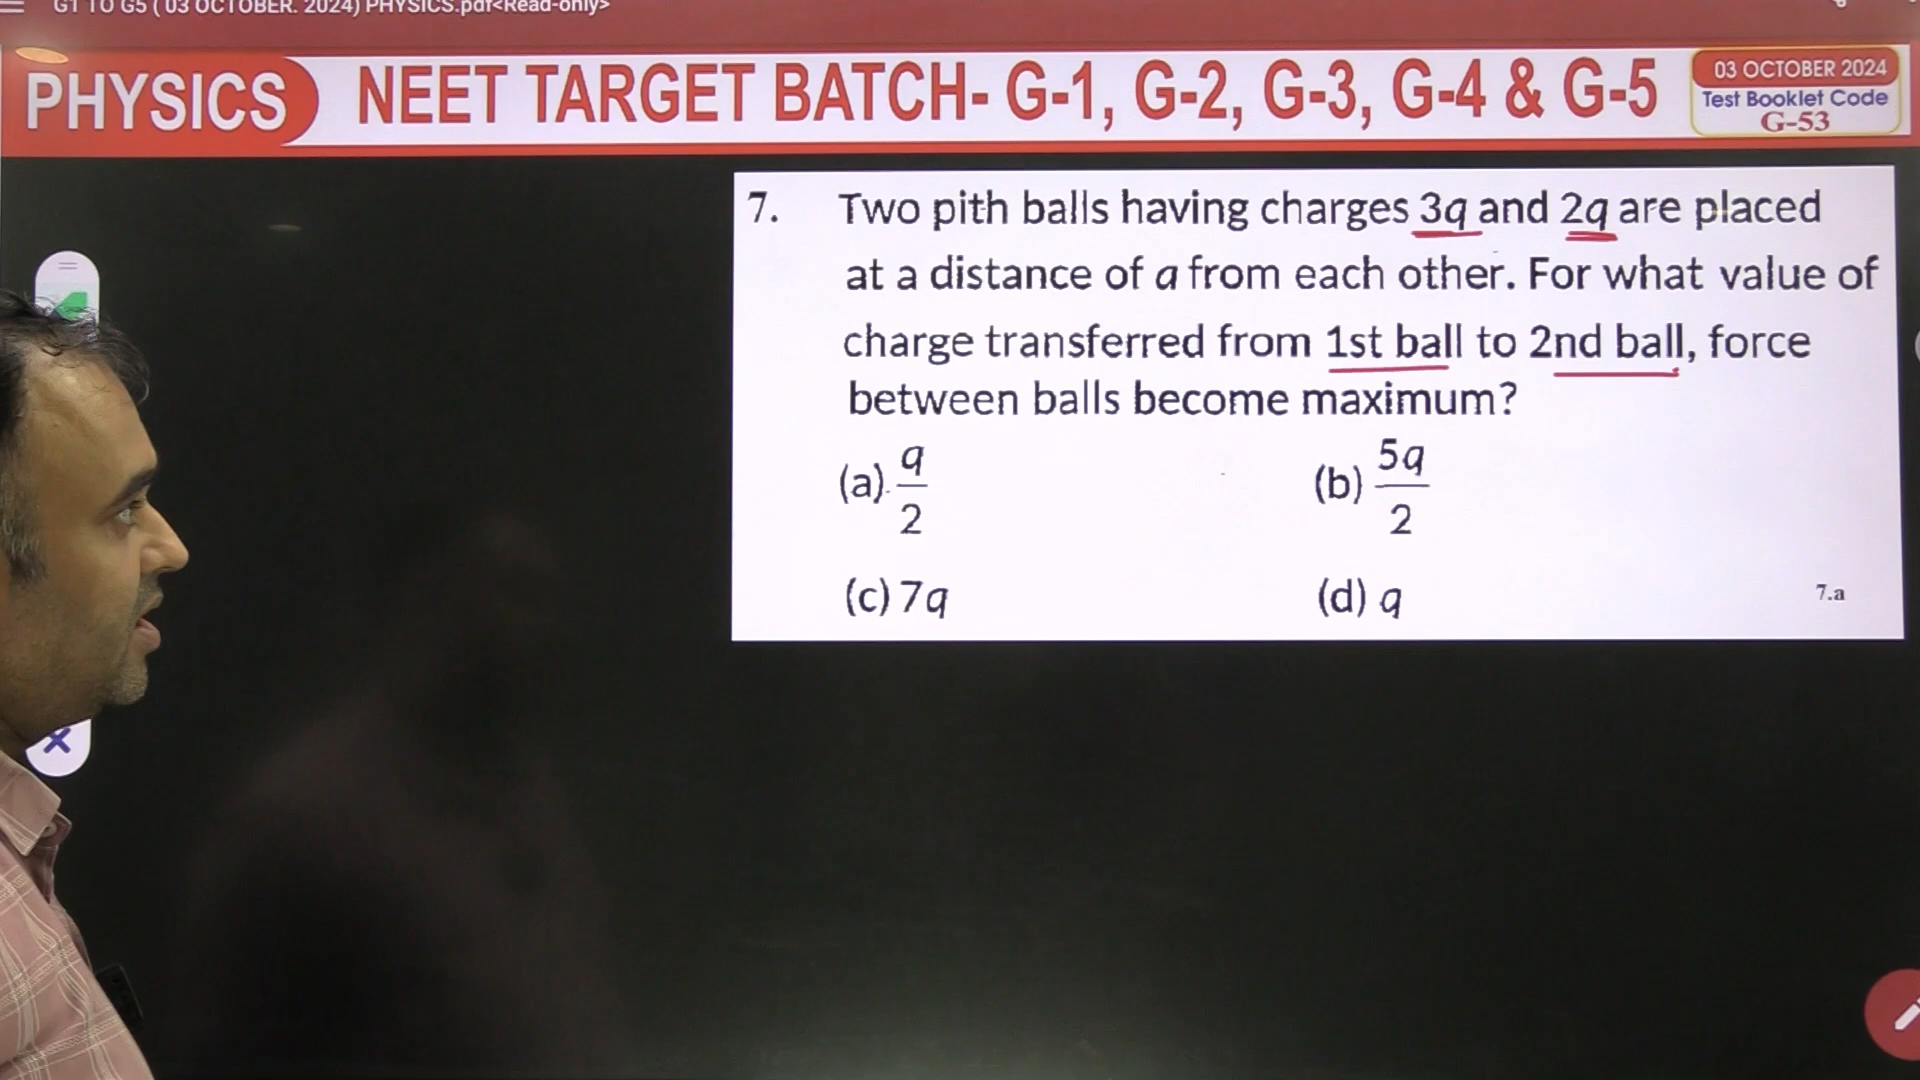 G1 TO G5 ( 03 OCTOBER. 2024) PHYSICS.pdf<Read-only>
PHYSICS
NEET TARGET BATCH- G-1, G-2, G-3, G-4 & G-5
03 OCTOBER 2024
Test Booklet Code
G-53
7. Two pith balls having charges 3q and 2q are placed
at a distance of a from each other. For what value of
charge transferred from 1st ball to 2nd ball, force
between balls become maximum?
(a) q/2 (b) 5q/2
(c) 7q (d) q
7.a